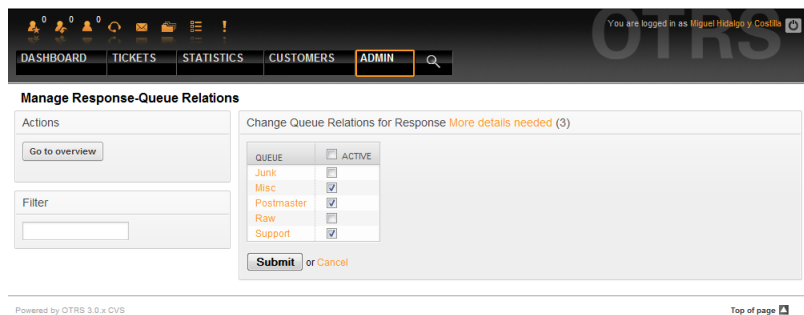 0 0 0
You are logged in as Miguel Hidalgo y Costilla
OTRS
DASHBOARD TICKETS STATISTICS CUSTOMERS ADMIN
Manage Response-Queue Relations
Actions
Go to overview
Filter
Change Queue Relations for Response More details needed (3)
QUEUE ACTIVE
Junk
Misc
Postmaster
Raw
Support
Submit or Cancel
Powered by OTRS 3.0.x CVS
Top of page